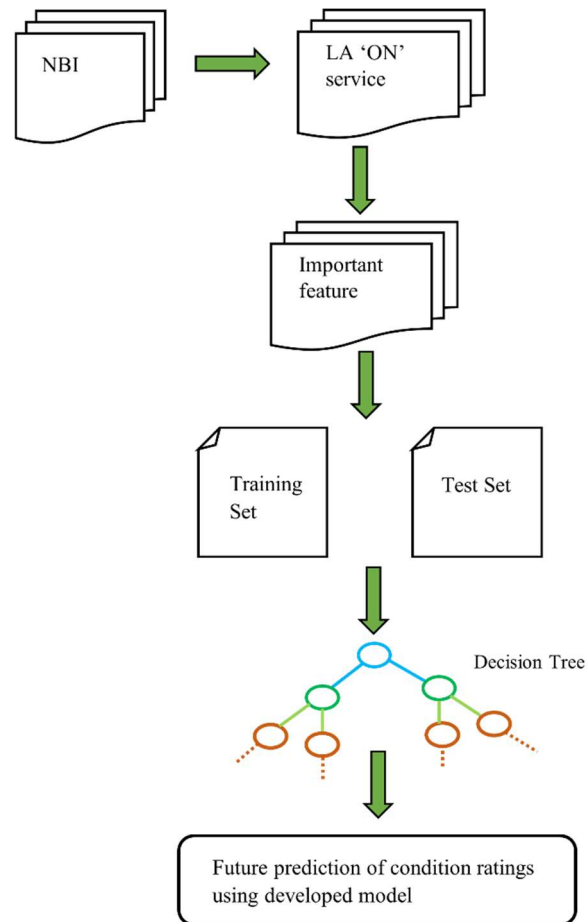 NBI
LA ‘ON’
service
Important
feature
Training
Set
Test Set
Decision Tree
Future prediction of condition ratings
using developed model